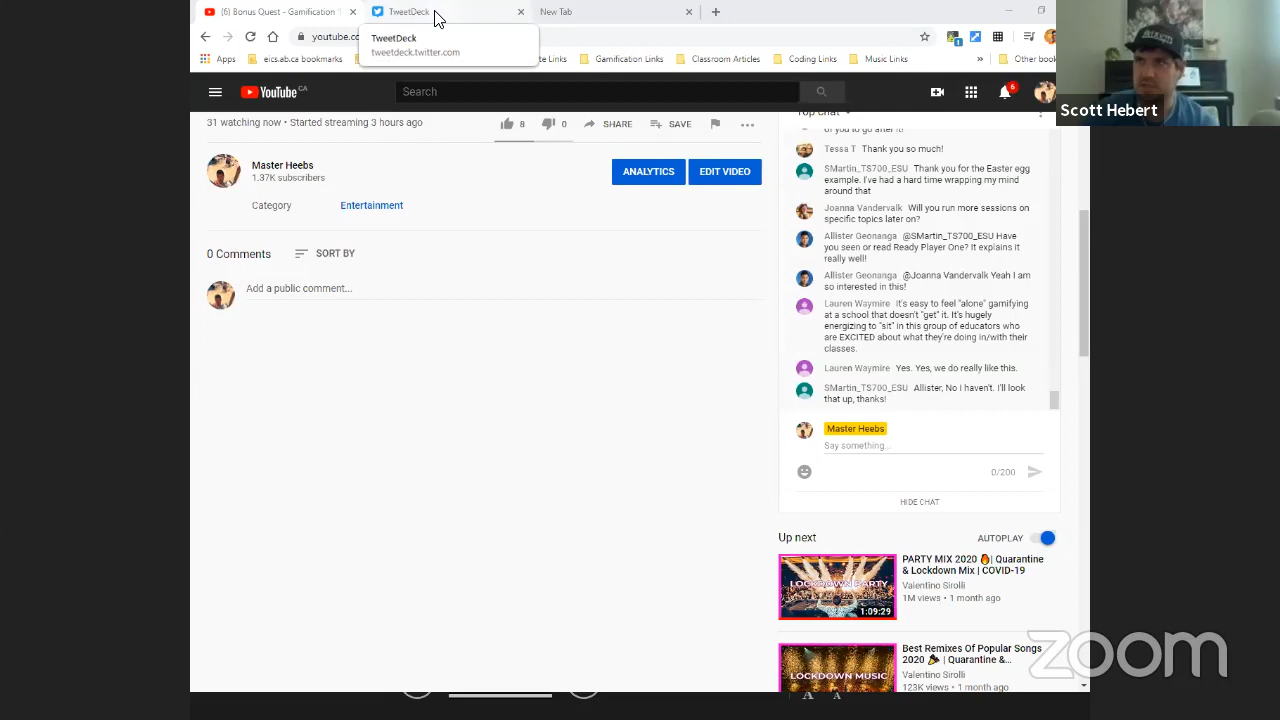 (6) Bonus Quest - Gamification
TweetDeck
New Tab
youtube.co
TweetDeck
tweetdeck.twitter.com
Apps
eics.ab.ca bookmarks
te Links
Gamification Links
Classroom Articles
Coding Links
Music Links
»
Other book
YouTube CA
Search
6
Scott Hebert
31 watching now • Started streaming 3 hours ago
8
0
SHARE
SAVE
Top chat
Master Heebs
1.37K subscribers
ANALYTICS
EDIT VIDEO
Category
Entertainment
0 Comments
SORT BY
Add a public comment...
of you to go after it!
Tessa T Thank you so much!
SMartin_TS700_ESU Thank you for the Easter egg
example. I've had a hard time wrapping my mind
around that
Joanna Vandervalk Will you run more sessions on
specific topics later on?
Allister Geonanga @SMartin_TS700_ESU Have
you seen or read Ready Player One? It explains it
really well!
Allister Geonanga @Joanna Vandervalk Yeah I am
so interested in this!
Lauren Waymire It's easy to feel "alone" gamifying
at a school that doesn't "get" it. It's hugely
energizing to "sit" in this group of educators who
are EXCITED about what they're doing in/with their
classes.
Lauren Waymire Yes. Yes, we do really like this.
SMartin_TS700_ESU Allister, No I haven't. I'll look
that up, thanks!
Master Heebs
Say something...
0/200
HIDE CHAT
Up next
AUTOPLAY
LOCKDOWN PARTY
1:09:29
PARTY MIX 2020 🔥| Quarantine
& Lockdown Mix | COVID-19
Valentino Sirolli
1M views • 1 month ago
LOCKDOWN MUSIC
Best Remixes Of Popular Songs
2020 🎉 | Quarantine &...
Valentino Sirolli
123K views • 1 month ago
zoom
A A